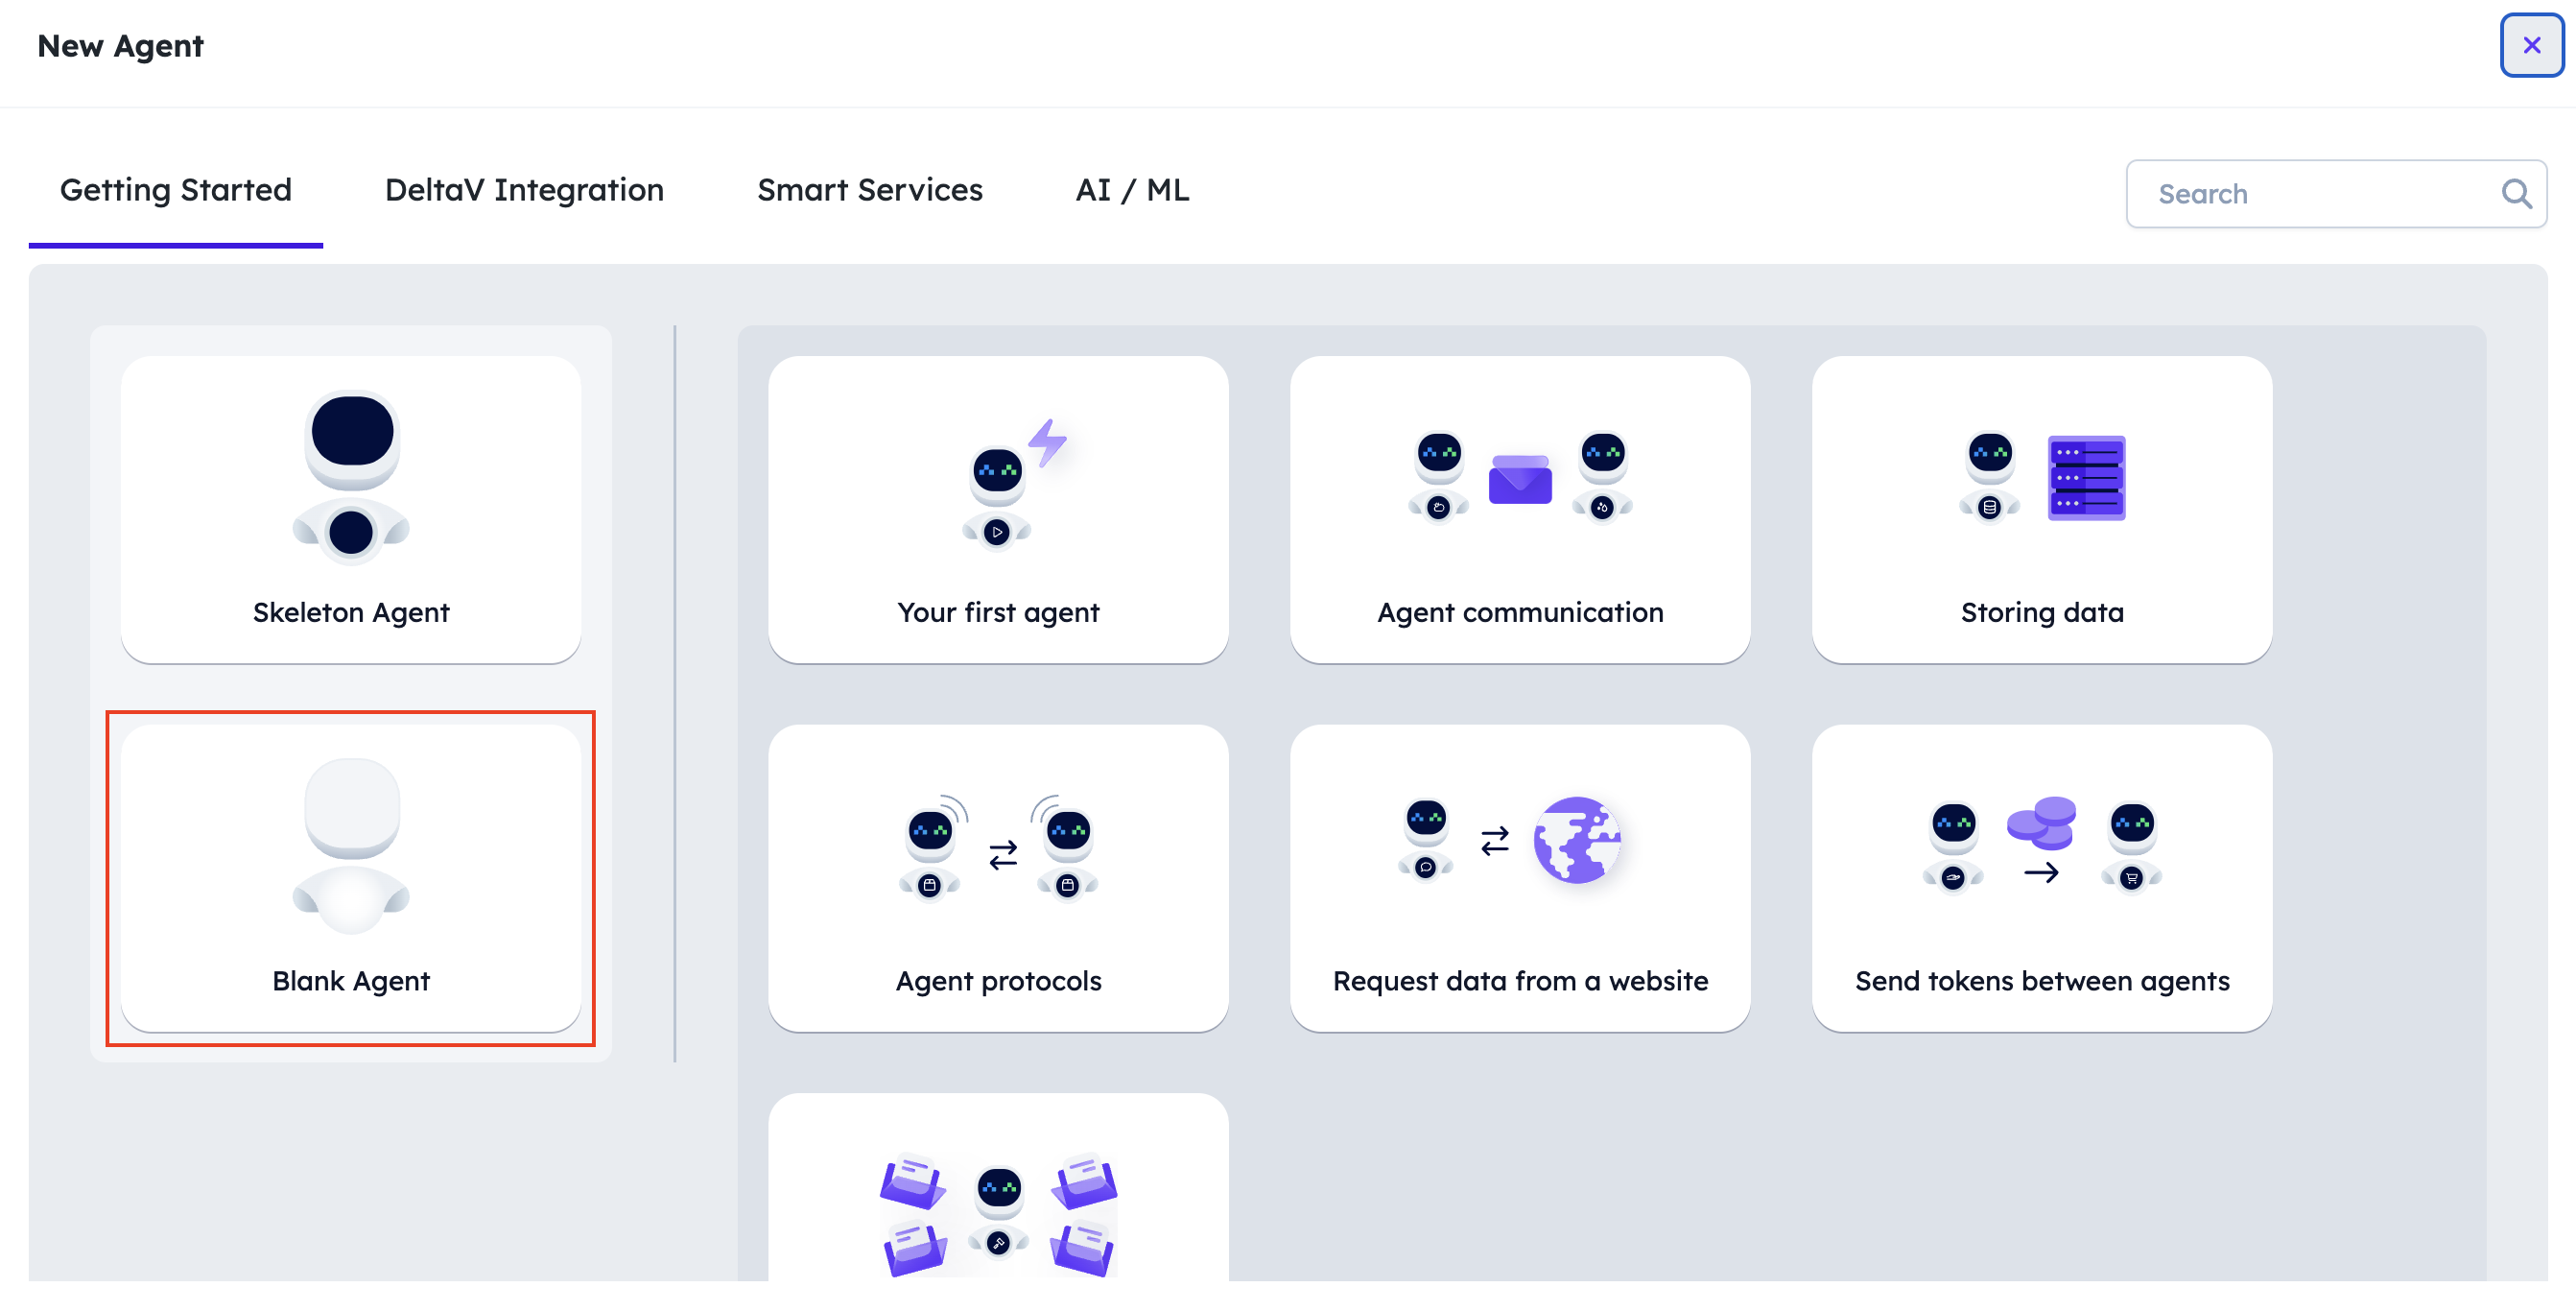 New Agent
Getting Started
DeltaV Integration
Smart Services
AI / ML
Search
Skeleton Agent
Your first agent
Agent communication
Storing data
Blank Agent
Agent protocols
Request data from a website
Send tokens between agents